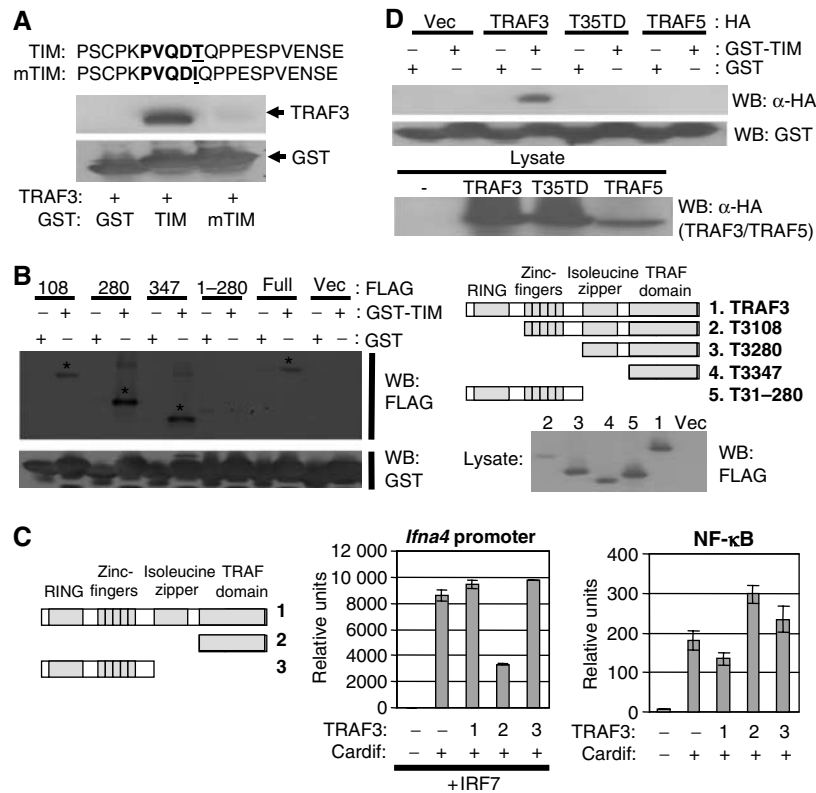 A
TIM: PSCPKPVQDTQPPESPVENSE
mTIM: PSCPKPVQDIQPPESPVENSE
TRAF3
GST
TRAF3: + + +
GST: GST TIM mTIM
D
Vec TRAF3 T35TD TRAF5 : HA
– + – + – + – + : GST-TIM
+ – + – + – + – : GST
WB: α-HA
WB: GST
Lysate
- TRAF3 T35TD TRAF5
WB: α-HA
(TRAF3/TRAF5)
B
108 280 347 1–280 Full Vec : FLAG
– + – + – + – + – + – + : GST-TIM
+ – + – + – + – + – + – : GST
* * * *
WB:
FLAG
WB:
GST
RING Zinc-fingers Isoleucine zipper TRAF domain
1. TRAF3
2. T3108
3. T3280
4. T3347
5. T31–280
2 3 4 5 1 Vec
Lysate:
WB:
FLAG
C
RING Zinc-fingers Isoleucine zipper TRAF domain
1
2
3
Ifna4 promoter
Relative units
12 000
10 000
8000
6000
4000
2000
0
TRAF3: – – 1 2 3
Cardif: – + + + +
+IRF7
NF-κB
Relative units
400
300
200
100
0
TRAF3: – – 1 2 3
Cardif: – + + + +